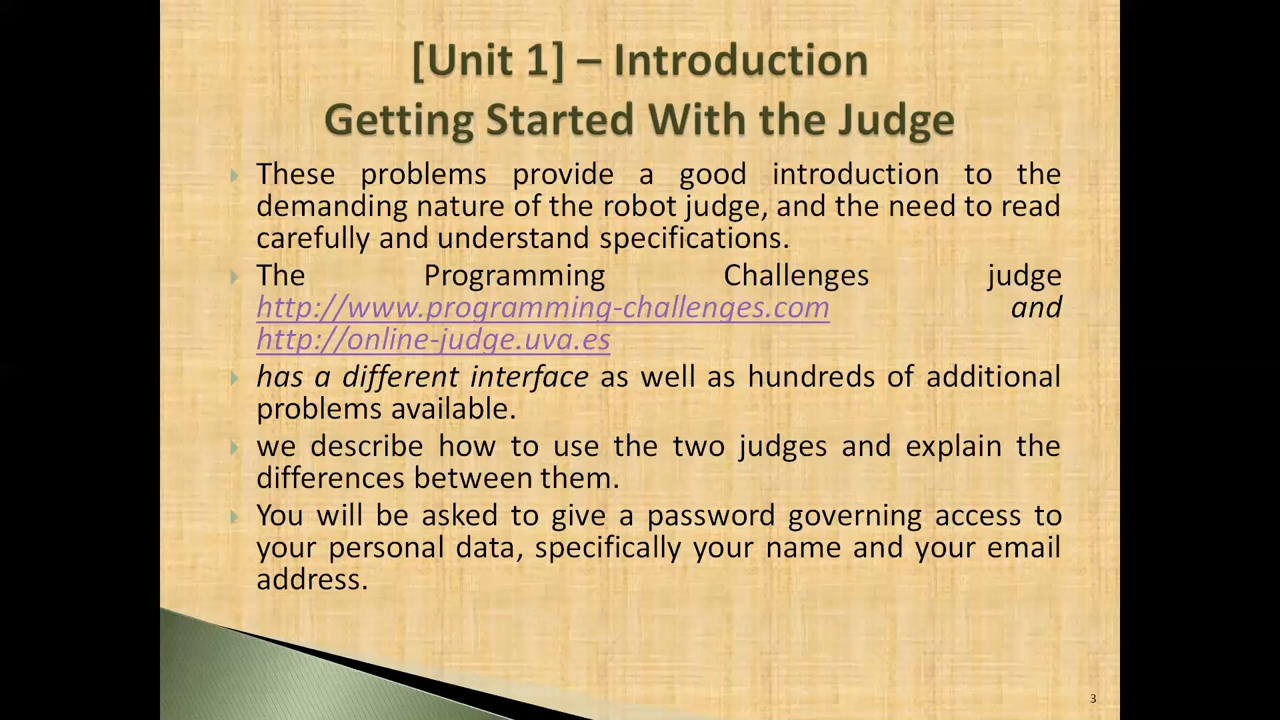 [Unit 1] – Introduction
Getting Started With the Judge
These problems provide a good introduction to the
demanding nature of the robot judge, and the need to read
carefully and understand specifications.
The Programming Challenges judge
http://www.programming-challenges.com and
http://online-judge.uva.es
has a different interface as well as hundreds of additional
problems available.
we describe how to use the two judges and explain the
differences between them.
You will be asked to give a password governing access to
your personal data, specifically your name and your email
address.
3